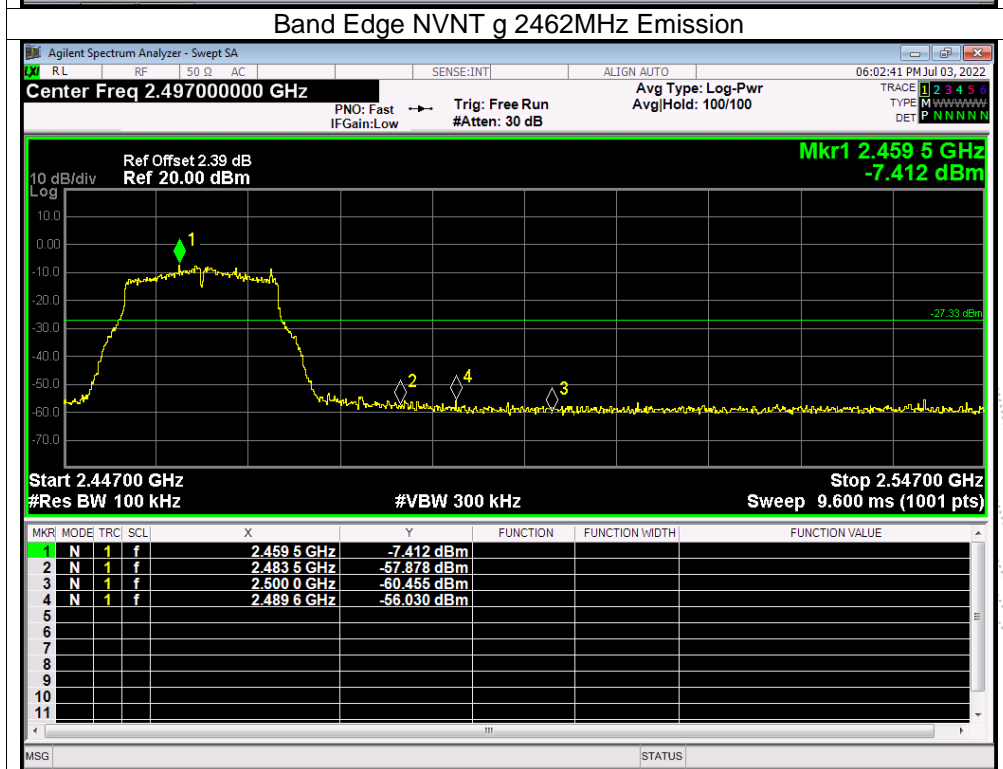 Band Edge NVNT g 2462MHz Emission
Agilent Spectrum Analyzer - Swept SA
LXI RL RF 50 Ω AC SENSE:INT ALIGN AUTO 06:02:41 PM Jul 03, 2022
Center Freq 2.497000000 GHz Avg Type: Log-Pwr TRACE 1 2 3 4 5 6
PNO: Fast Trig: Free Run Avg|Hold: 100/100 TYPE M WWWWW
IFGain:Low #Atten: 30 dB DET P N N N N N
Ref Offset 2.39 dB Mkr1 2.459 5 GHz
10 dB/div Ref 20.00 dBm -7.412 dBm
Log
10.0
0.00 1
-10.0
-20.0
-27.33 dBm
-30.0
-40.0
-50.0 2 4 3
-60.0
-70.0
Start 2.44700 GHz Stop 2.54700 GHz
#Res BW 100 kHz #VBW 300 kHz Sweep 9.600 ms (1001 pts)
MKR MODE TRC SCL X Y FUNCTION FUNCTION WIDTH FUNCTION VALUE
1 N 1 f 2.459 5 GHz -7.412 dBm
2 N 1 f 2.483 5 GHz -57.878 dBm
3 N 1 f 2.500 0 GHz -60.455 dBm
4 N 1 f 2.489 6 GHz -56.030 dBm
5
6
7
8
9
10
11
MSG STATUS